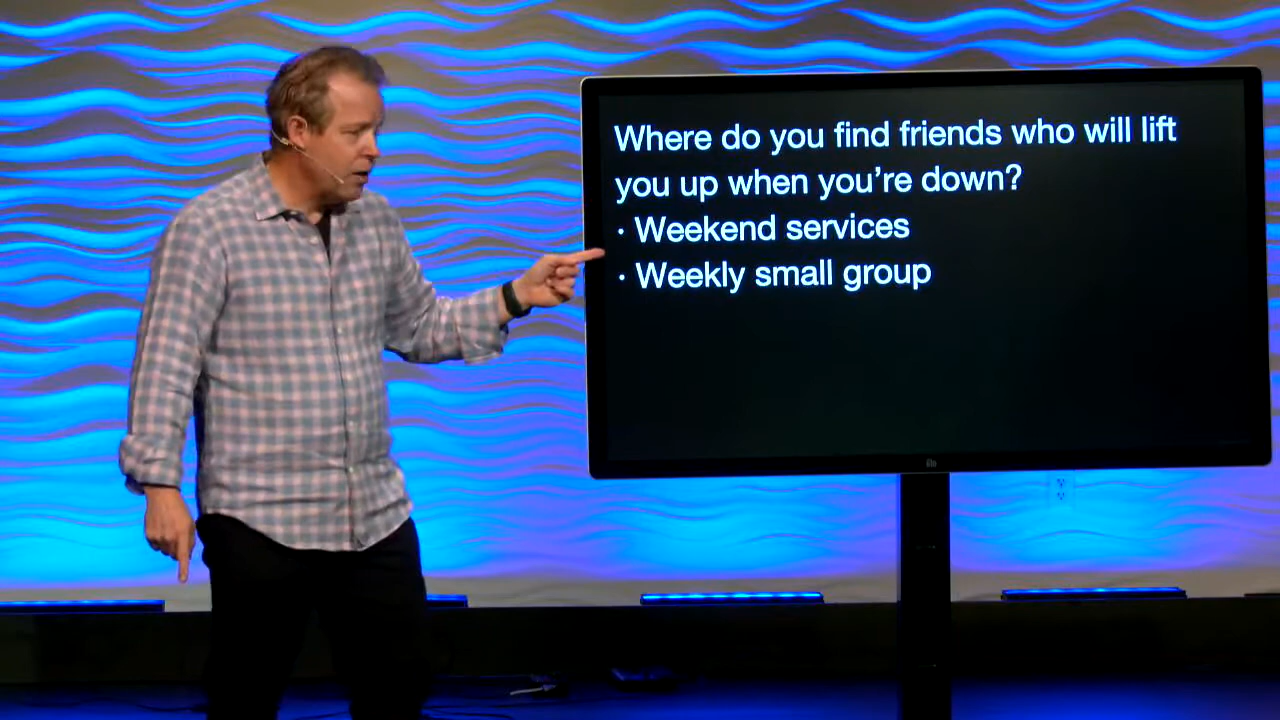 Where do you find friends who will lift
you up when you're down?
· Weekend services
· Weekly small group
elo